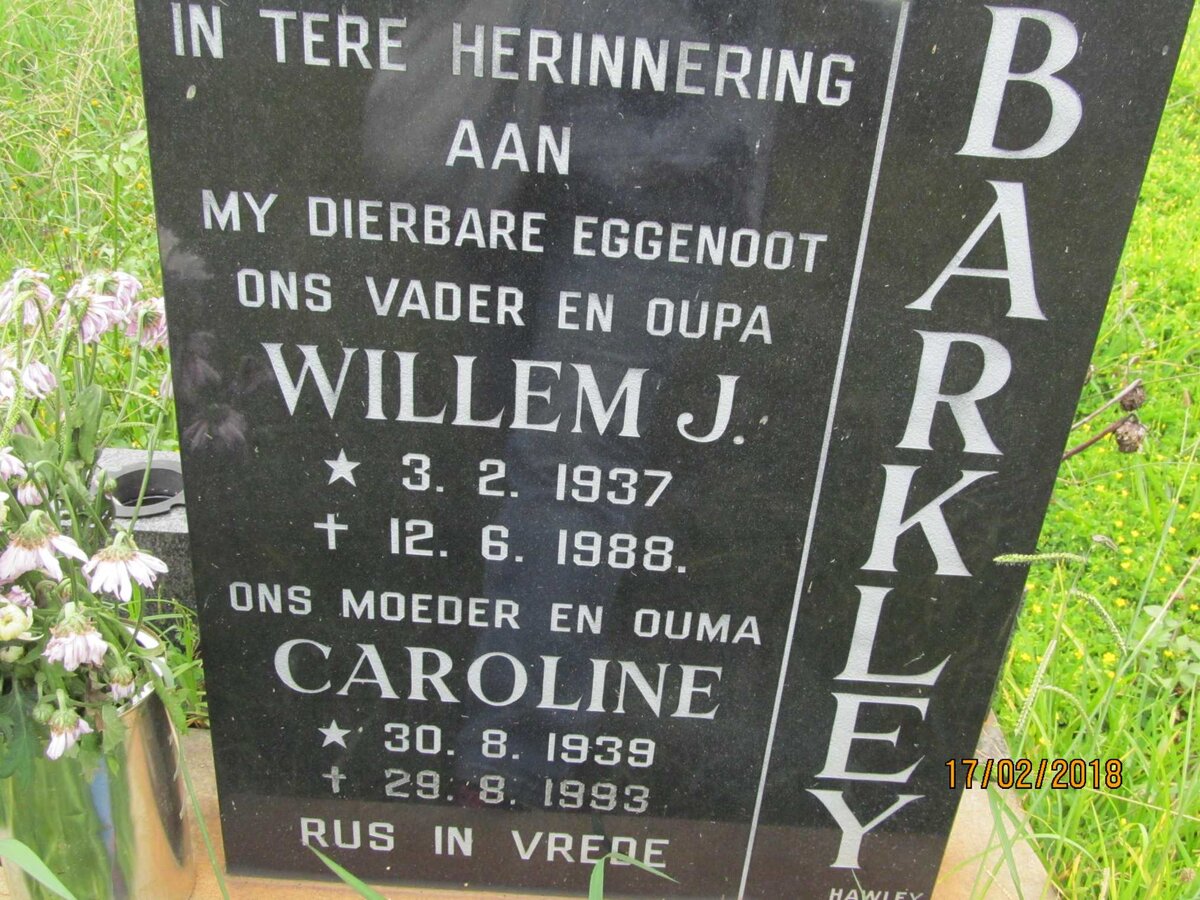 IN TERE HERINNERING
AAN
MY DIERBARE EGGENOOT
ONS VADER EN OUPA
WILLEM J.
★ 3. 2. 1937
✝ 12. 6. 1988.
ONS MOEDER EN OUMA
CAROLINE
★ 30. 8. 1939
✝ 29. 8. 1993
RUS IN VREDE
BARKLEY
HAWLEY
17/02/2018